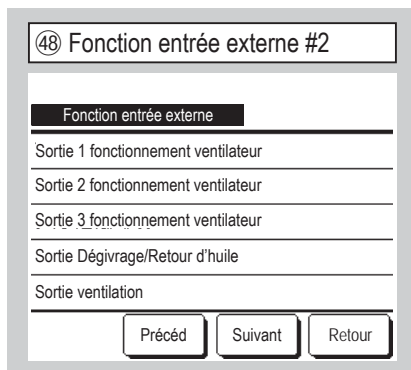 ㊽ Fonction entrée externe #2
Fonction entrée externe
Sortie 1 fonctionnement ventilateur
Sortie 2 fonctionnement ventilateur
Sortie 3 fonctionnement ventilateur
Sortie Dégivrage/Retour d'huile
Sortie ventilation
Précéd Suivant Retour